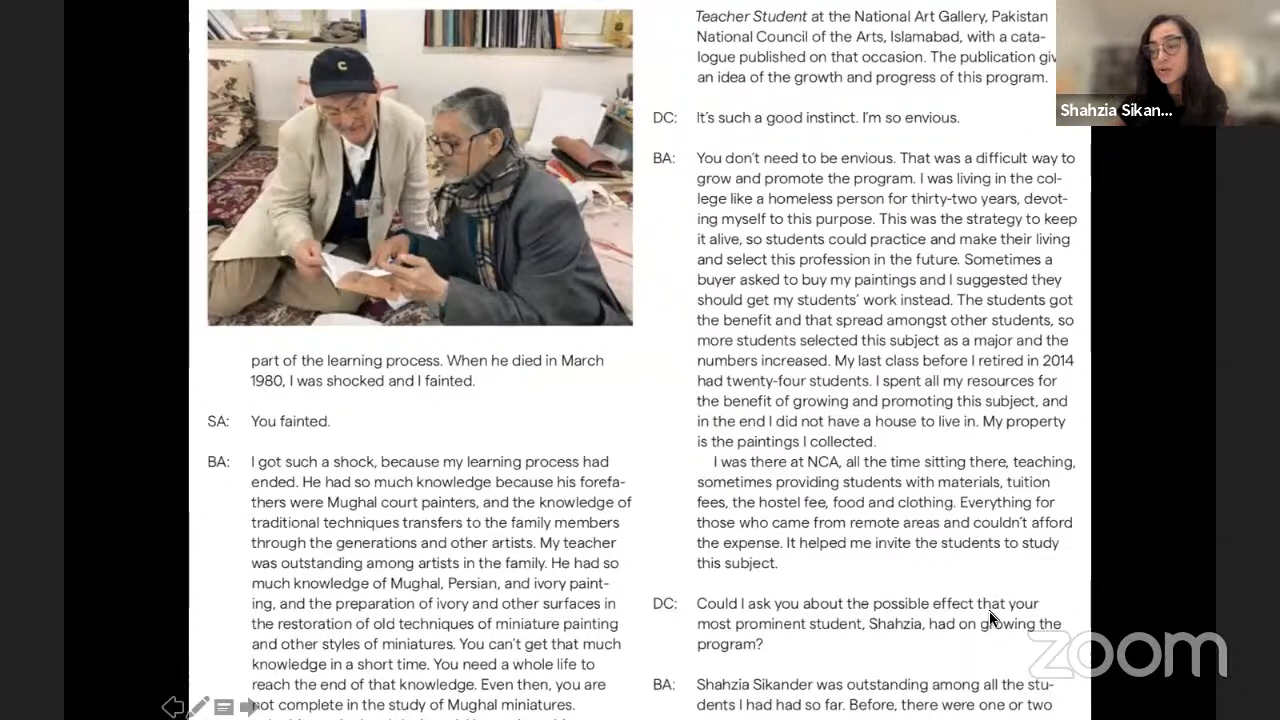 part of the learning process. When he died in March
1980, I was shocked and I fainted.
SA: You fainted.
BA: I got such a shock, because my learning process had
ended. He had so much knowledge because his forefa-
thers were Mughal court painters, and the knowledge of
traditional techniques transfers to the family members
through the generations and other artists. My teacher
was outstanding among artists in the family. He had so
much knowledge of Mughal, Persian, and ivory paint-
ing, and the preparation of ivory and other surfaces in
the restoration of old techniques of miniature painting
and other styles of miniatures. You can't get that much
knowledge in a short time. You need a whole life to
reach the end of that knowledge. Even then, you are
not complete in the study of Mughal miniatures.
Teacher Student at the National Art Gallery, Pakistan
National Council of the Arts, Islamabad, with a cata-
logue published on that occasion. The publication giv
an idea of the growth and progress of this program.
DC: It's such a good instinct. I'm so envious.
BA: You don't need to be envious. That was a difficult way to
grow and promote the program. I was living in the col-
lege like a homeless person for thirty-two years, devot-
ing myself to this purpose. This was the strategy to keep
it alive, so students could practice and make their living
and select this profession in the future. Sometimes a
buyer asked to buy my paintings and I suggested they
should get my students' work instead. The students got
the benefit and that spread amongst other students, so
more students selected this subject as a major and the
numbers increased. My last class before I retired in 2014
had twenty-four students. I spent all my resources for
the benefit of growing and promoting this subject, and
in the end I did not have a house to live in. My property
is the paintings I collected.
I was there at NCA, all the time sitting there, teaching,
sometimes providing students with materials, tuition
fees, the hostel fee, food and clothing. Everything for
those who came from remote areas and couldn't afford
the expense. It helped me invite the students to study
this subject.
DC: Could I ask you about the possible effect that your
most prominent student, Shahzia, had on growing the
program?
BA: Shahzia Sikander was outstanding among all the stu-
dents I had had so far. Before, there were one or two
Shahzia Sikan...
zoom
C